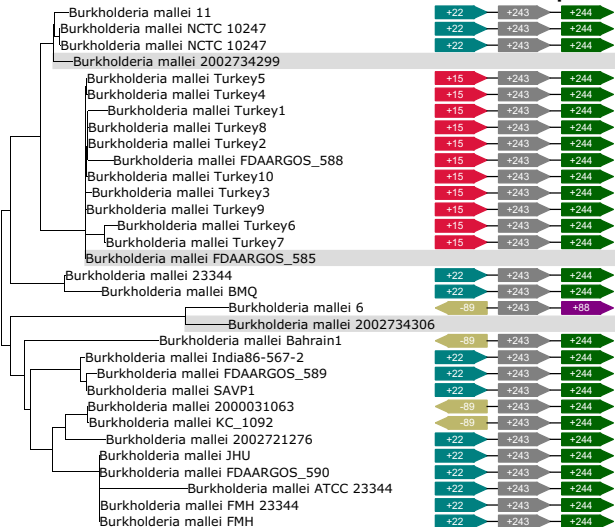 Burkholderia mallei 11 +22 +243 +244
Burkholderia mallei NCTC 10247 +22 +243 +244
Burkholderia mallei NCTC 10247 +22 +243 +244
Burkholderia mallei 2002734299
Burkholderia mallei Turkey5 +15 +243 +244
Burkholderia mallei Turkey4 +15 +243 +244
Burkholderia mallei Turkey1 +15 +243 +244
Burkholderia mallei Turkey8 +15 +243 +244
Burkholderia mallei Turkey2 +15 +243 +244
Burkholderia mallei FDAARGOS_588 +15 +243 +244
Burkholderia mallei Turkey10 +15 +243 +244
Burkholderia mallei Turkey3 +15 +243 +244
Burkholderia mallei Turkey9 +15 +243 +244
Burkholderia mallei Turkey6 +15 +243 +244
Burkholderia mallei Turkey7 +15 +243 +244
Burkholderia mallei FDAARGOS_585
Burkholderia mallei 23344 +22 +243 +244
Burkholderia mallei BMQ +22 +243 +244
Burkholderia mallei 6 -89 +243 +88
Burkholderia mallei 2002734306
Burkholderia mallei Bahrain1 -89 +243 +244
Burkholderia mallei India86-567-2 +22 +243 +244
Burkholderia mallei FDAARGOS_589 +22 +243 +244
Burkholderia mallei SAVP1 +22 +243 +244
Burkholderia mallei 2000031063 -89 +243 +244
Burkholderia mallei KC_1092 -89 +243 +244
Burkholderia mallei 2002721276 +22 +243 +244
Burkholderia mallei JHU +22 +243 +244
Burkholderia mallei FDAARGOS_590 +22 +243 +244
Burkholderia mallei ATCC 23344 +22 +243 +244
Burkholderia mallei FMH 23344 +22 +243 +244
Burkholderia mallei FMH +22 +243 +244